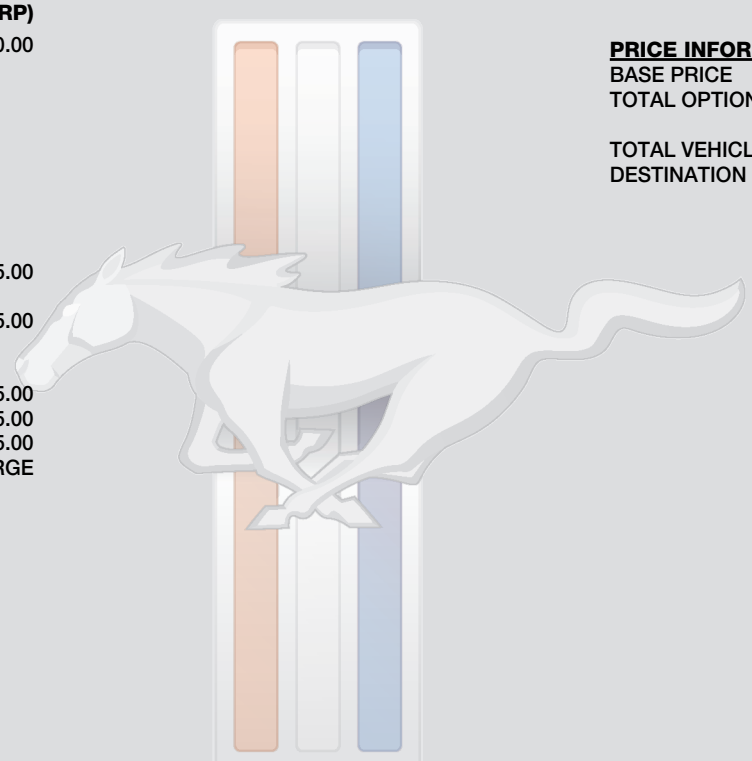 RP)
0.00
5.00
5.00
5.00
5.00
5.00
RGE
PRICE INFOR
BASE PRICE
TOTAL OPTION
TOTAL VEHICL
DESTINATION